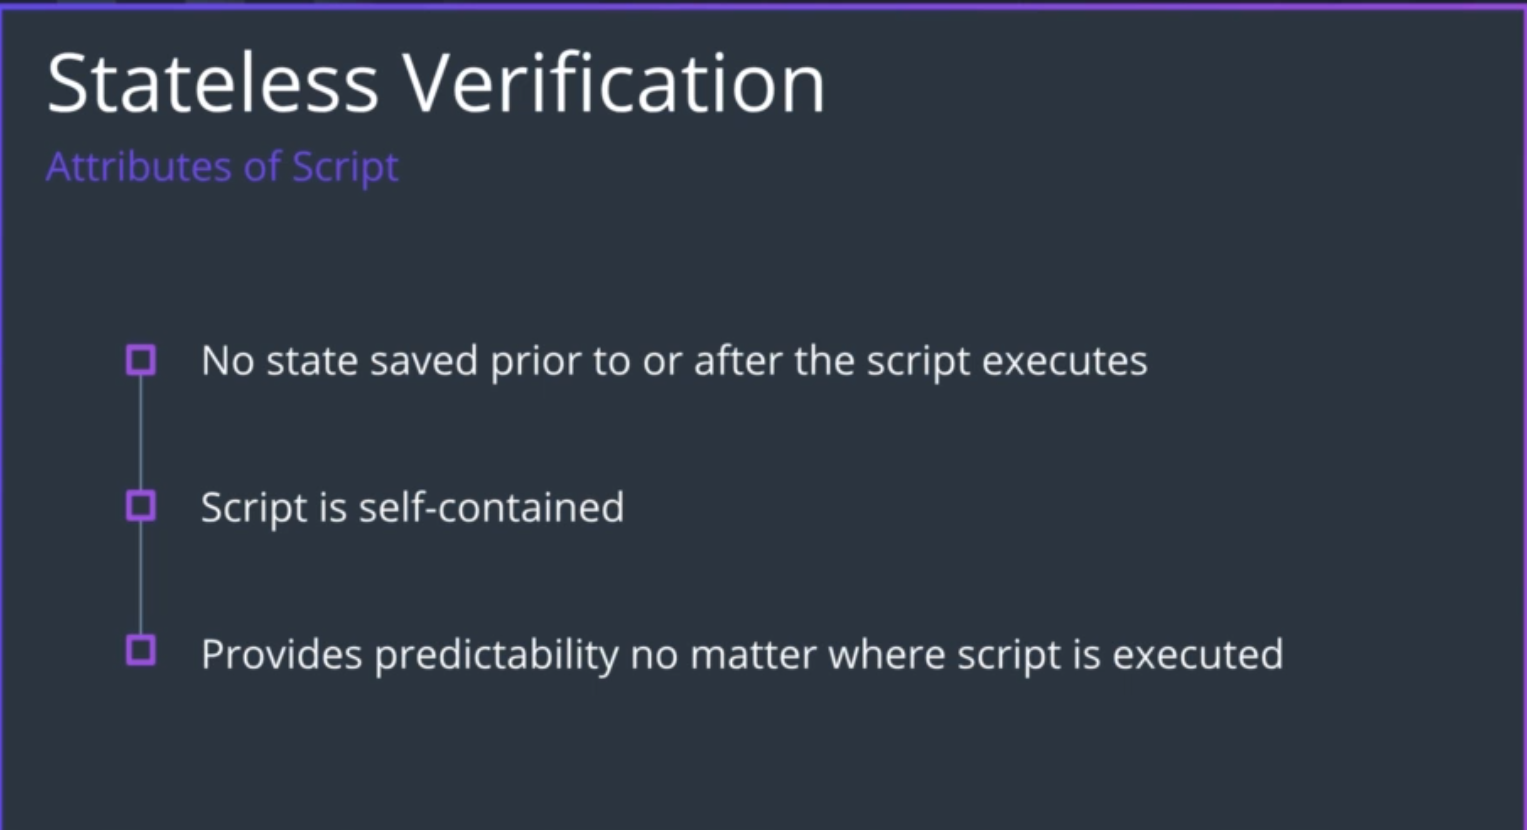 Stateless Verification
Attributes of Script
No state saved prior to or after the script executes
Script is self-contained
Provides predictability no matter where script is executed